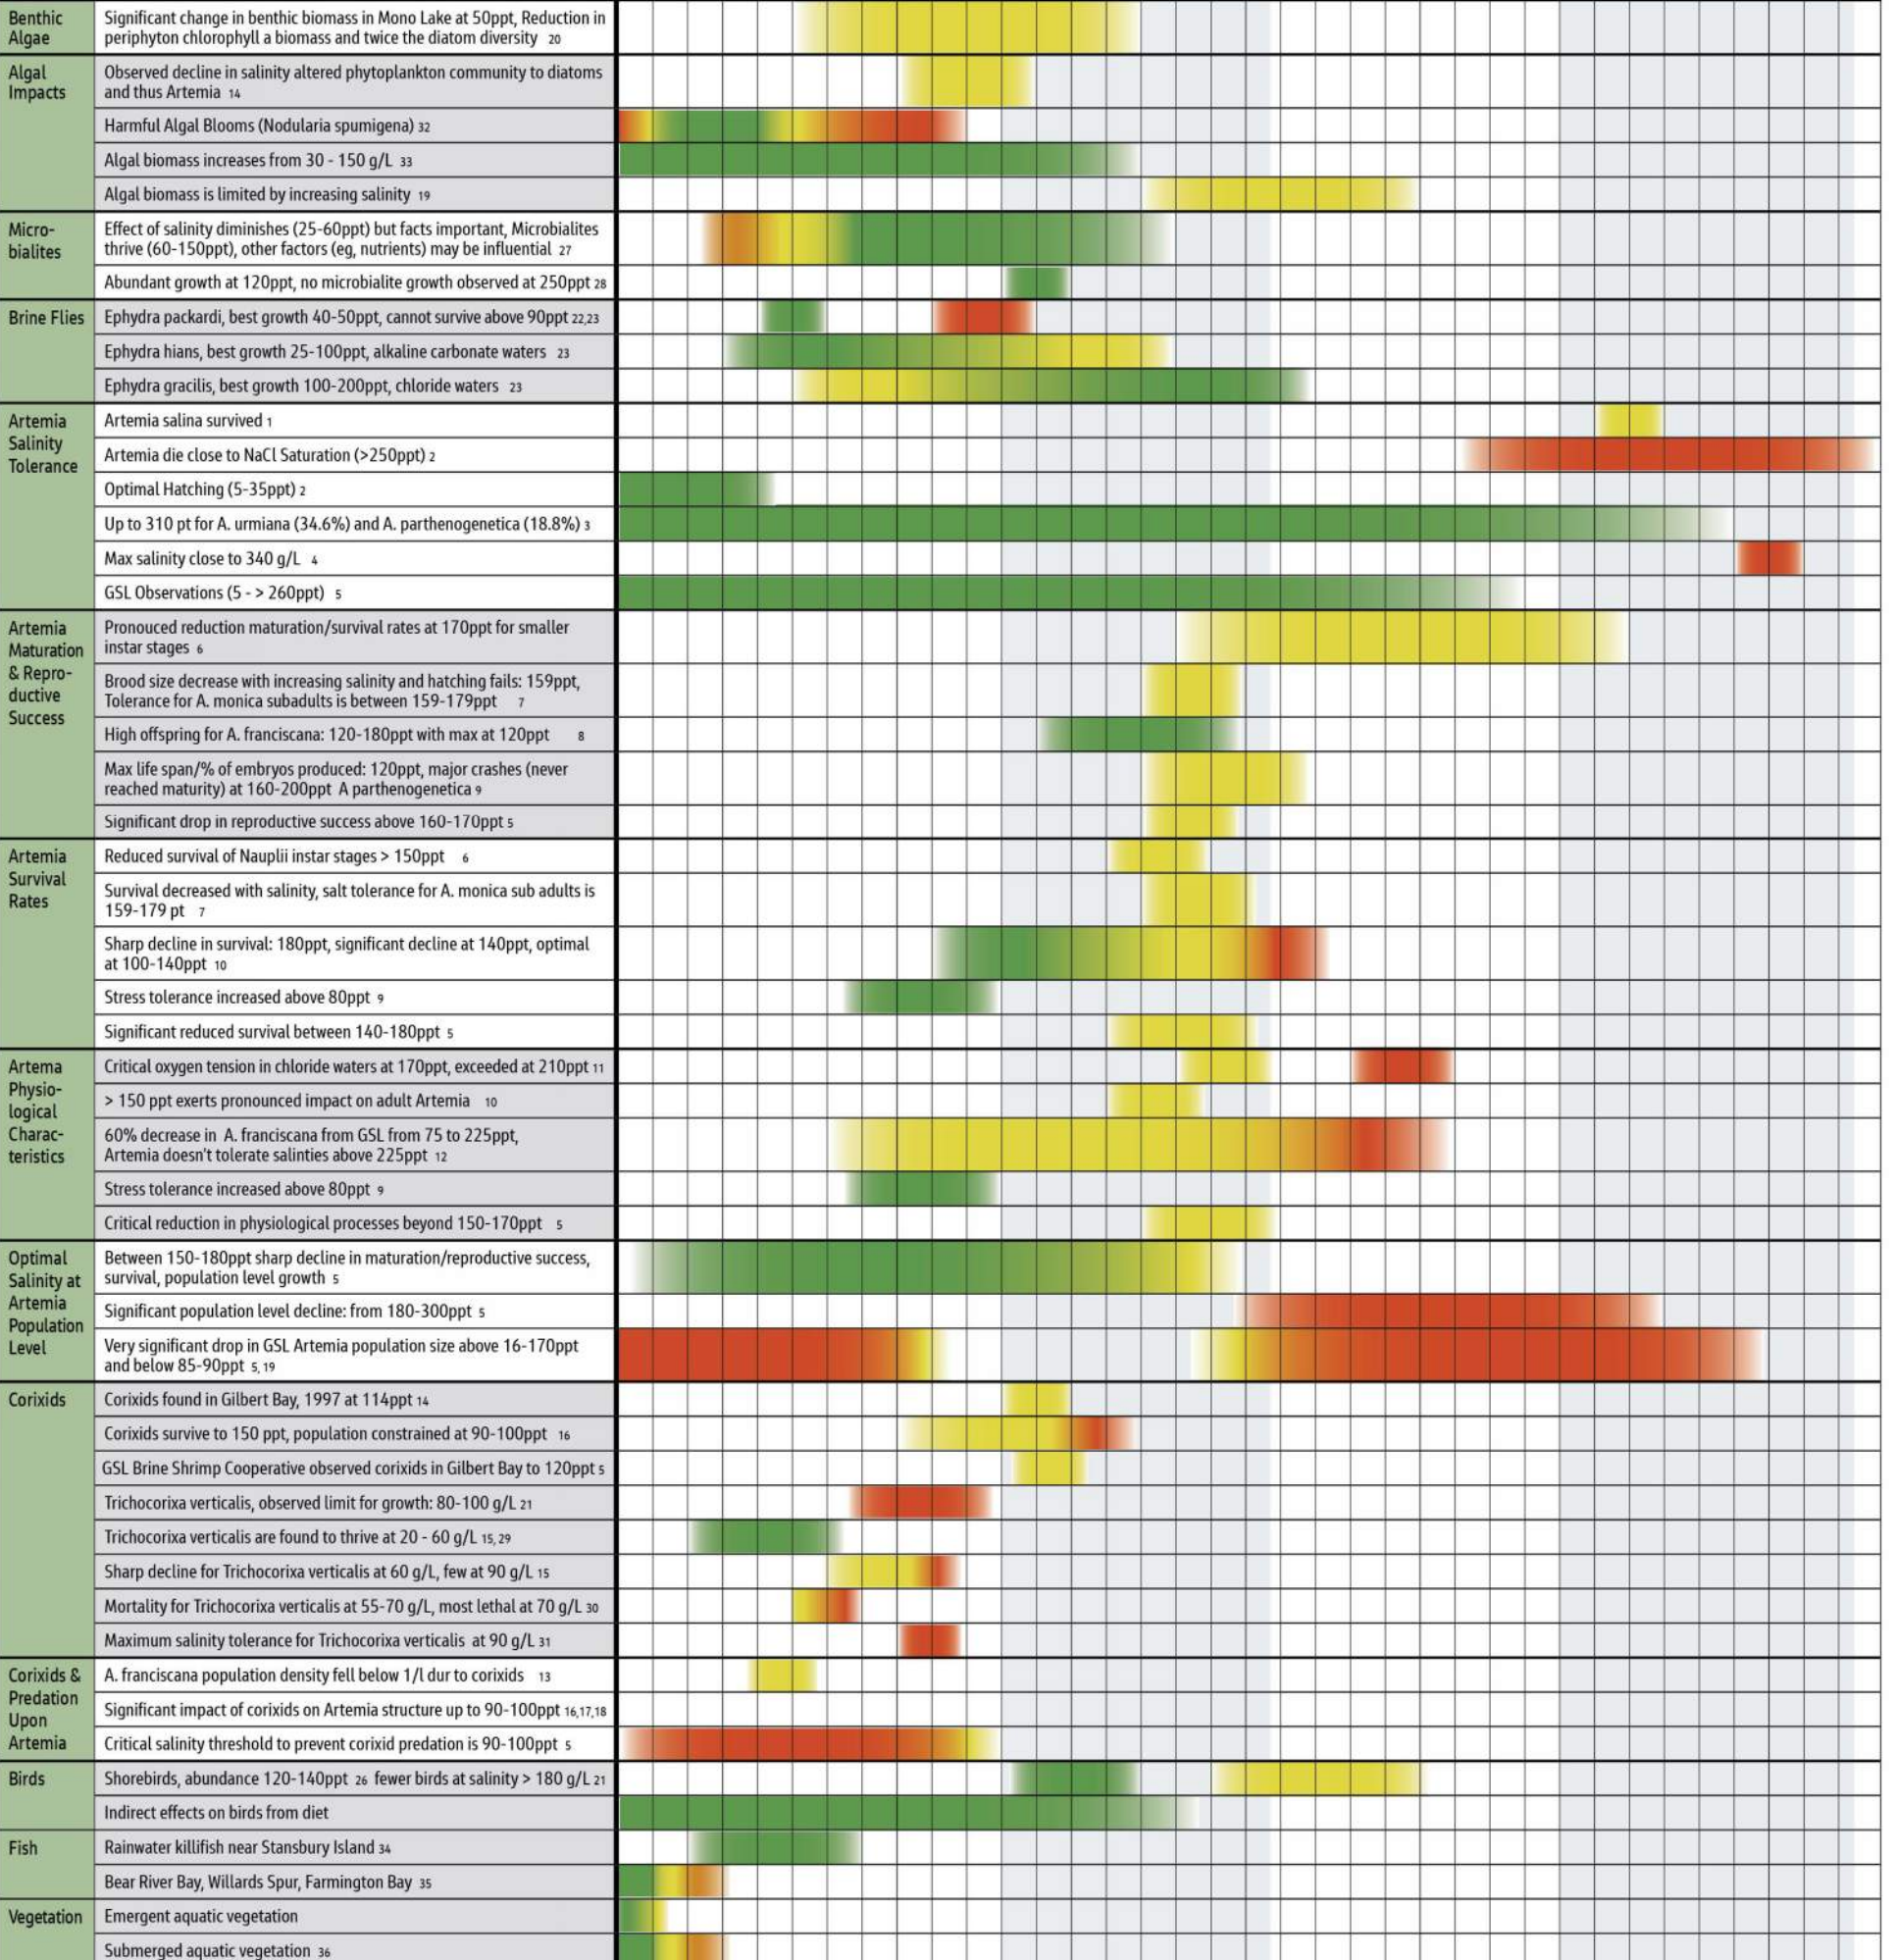 Benthic
Algae
Significant change in benthic biomass in Mono Lake at 50ppt, Reduction in
periphyton chlorophyll a biomass and twice the diatom diversity 20
Algal
Impacts
Observed decline in salinity altered phytoplankton community to diatoms
and thus Artemia 14
Harmful Algal Blooms (Nodularia spumigena) 32
Algal biomass increases from 30 - 150 g/L 33
Algal biomass is limited by increasing salinity 19
Micro-
bialites
Effect of salinity diminishes (25-60ppt) but facts important, Microbialites
thrive (60-150ppt), other factors (eg, nutrients) may be influential 27
Abundant growth at 120ppt, no microbialite growth observed at 250ppt 28
Brine Flies
Ephydra packardi, best growth 40-50ppt, cannot survive above 90ppt 22,23
Ephydra hians, best growth 25-100ppt, alkaline carbonate waters 23
Ephydra gracilis, best growth 100-200ppt, chloride waters 23
Artemia
Salinity
Tolerance
Artemia salina survived 1
Artemia die close to NaCl Saturation (>250ppt) 2
Optimal Hatching (5-35ppt) 2
Up to 310 pt for A. urmiana (34.6%) and A. parthenogenetica (18.8%) 3
Max salinity close to 340 g/L 4
GSL Observations (5 - > 260ppt) 5
Artemia
Maturation
& Repro-
ductive
Success
Pronouced reduction maturation/survival rates at 170ppt for smaller
instar stages 6
Brood size decrease with increasing salinity and hatching fails: 159ppt,
Tolerance for A. monica subadults is between 159-179ppt 7
High offspring for A. franciscana: 120-180ppt with max at 120ppt 8
Max life span/% of embryos produced: 120ppt, major crashes (never
reached maturity) at 160-200ppt A parthenogenetica 9
Significant drop in reproductive success above 160-170ppt 5
Artemia
Survival
Rates
Reduced survival of Nauplii instar stages > 150ppt 6
Survival decreased with salinity, salt tolerance for A. monica sub adults is
159-179 pt 7
Sharp decline in survival: 180ppt, significant decline at 140ppt, optimal
at 100-140ppt 10
Stress tolerance increased above 80ppt 9
Significant reduced survival between 140-180ppt 5
Artema
Physio-
logical
Charac-
teristics
Critical oxygen tension in chloride waters at 170ppt, exceeded at 210ppt 11
> 150 ppt exerts pronounced impact on adult Artemia 10
60% decrease in A. franciscana from GSL from 75 to 225ppt,
Artemia doesn't tolerate salinties above 225ppt 12
Stress tolerance increased above 80ppt 9
Critical reduction in physiological processes beyond 150-170ppt 5
Optimal
Salinity at
Artemia
Population
Level
Between 150-180ppt sharp decline in maturation/reproductive success,
survival, population level growth 5
Significant population level decline: from 180-300ppt 5
Very significant drop in GSL Artemia population size above 16-170ppt
and below 85-90ppt 5, 19
Corixids
Corixids found in Gilbert Bay, 1997 at 114ppt 14
Corixids survive to 150 ppt, population constrained at 90-100ppt 16
GSL Brine Shrimp Cooperative observed corixids in Gilbert Bay to 120ppt 5
Trichocorixa verticalis, observed limit for growth: 80-100 g/L 21
Trichocorixa verticalis are found to thrive at 20 - 60 g/L 15, 29
Sharp decline for Trichocorixa verticalis at 60 g/L, few at 90 g/L 15
Mortality for Trichocorixa verticalis at 55-70 g/L, most lethal at 70 g/L 30
Maximum salinity tolerance for Trichocorixa verticalis at 90 g/L 31
Corixids &
Predation
Upon
Artemia
A. franciscana population density fell below 1/l dur to corixids 13
Significant impact of corixids on Artemia structure up to 90-100ppt 16,17,18
Critical salinity threshold to prevent corixid predation is 90-100ppt 5
Birds
Shorebirds, abundance 120-140ppt 26 fewer birds at salinity > 180 g/L 21
Indirect effects on birds from diet
Fish
Rainwater killifish near Stansbury Island 34
Bear River Bay, Willards Spur, Farmington Bay 35
Vegetation
Emergent aquatic vegetation
Submerged aquatic vegetation 36